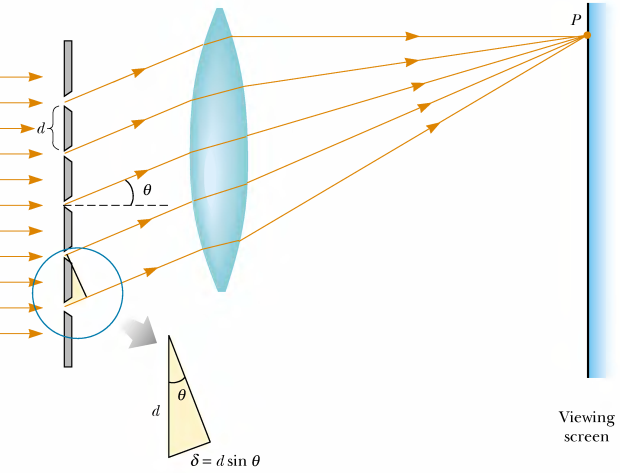 P
d
θ
θ
d
δ = d sin θ
Viewing
screen